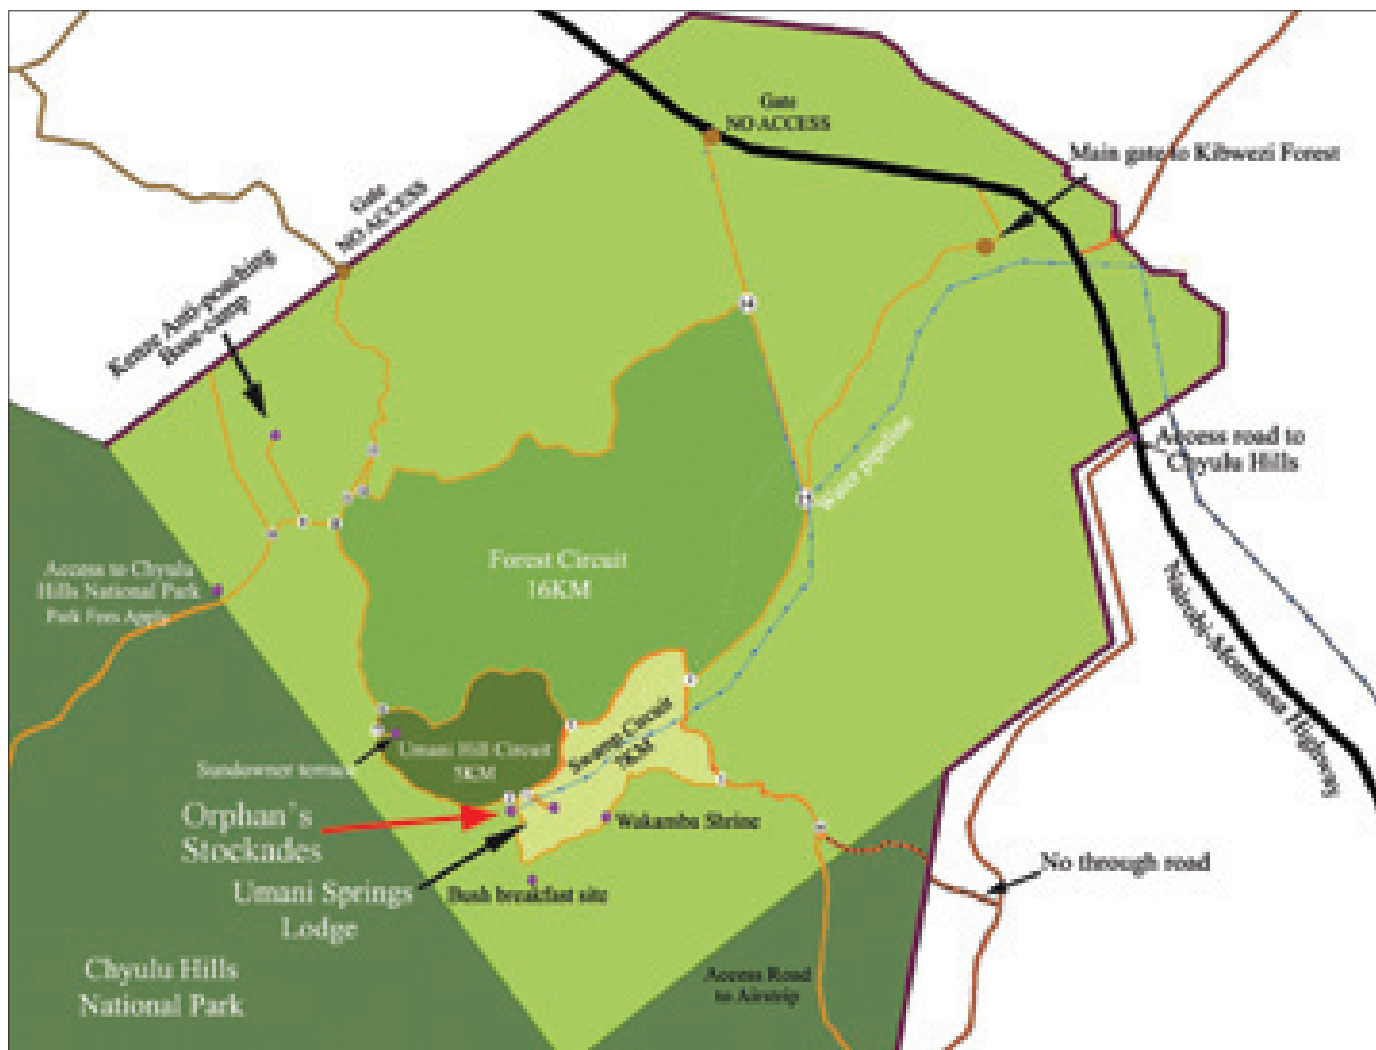 Gate
NO ACCESS
Main gate to Kibwezi Forest
Gate
NO ACCESS
Anti-poaching
Base-camp
14
Water pipeline
Access road to
Chyulu Hills
Forest Circuit
16KM
Access to Chyulu
Hills National Park
Park Fees Apply
Nairobi-Mombasa Highway
Swamp Circuit
7KM
Umani Hill Circuit
5KM
Sundowner terrace
Orphan's
Stockades
Wakamba Shrine
No through road
Umani Springs
Lodge
Bush breakfast site
Chyulu Hills
National Park
Access Road
to Airstrip